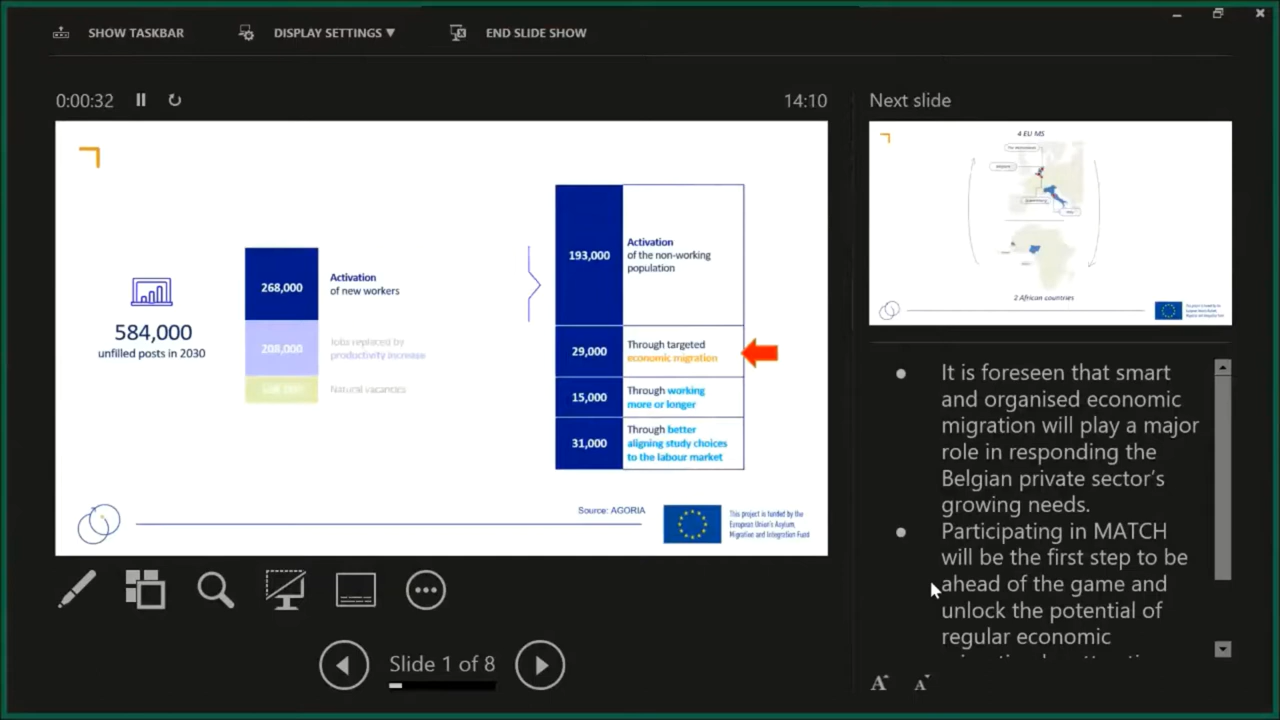 SHOW TASKBAR
DISPLAY SETTINGS ▼
END SLIDE SHOW
0:00:32
14:10
Next slide
584,000
unfilled posts in 2030
268,000
Activation
of new workers
208,000
Jobs replaced by
productivity increase
Natural vacancies
193,000
Activation
of the non-working
population
29,000
Through targeted
economic migration
15,000
Through working
more or longer
31,000
Through better
aligning study choices
to the labour market
Source: AGORIA
This project is funded by the
European Union's Asylum,
Migration and Integration Fund
4 EU MS
2 African countries
It is foreseen that smart
and organised economic
migration will play a major
role in responding the
Belgian private sector's
growing needs.
Participating in MATCH
will be the first step to be
ahead of the game and
unlock the potential of
regular economic
Slide 1 of 8
A
A